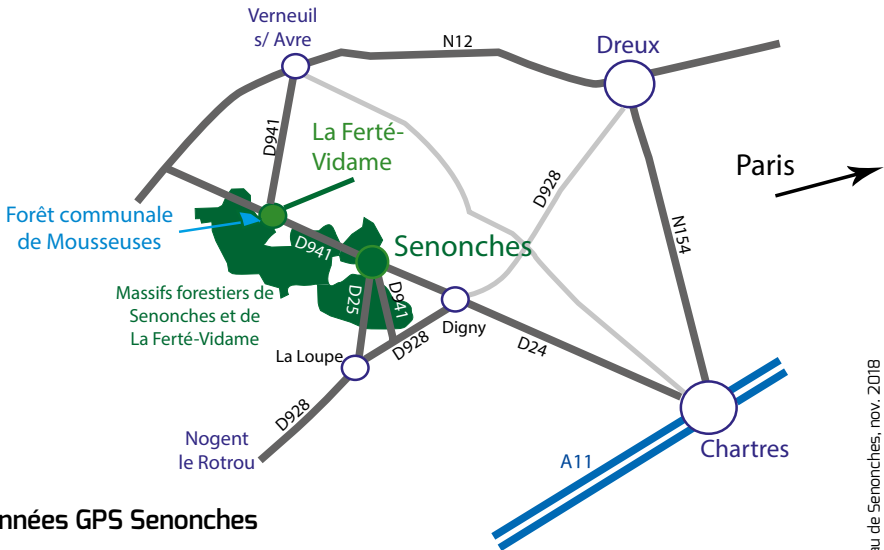 Verneuil
s/ Avre
N12
Dreux
D941
La Ferté-
Vidame
D928
Paris
Forêt communale
de Mousseuses
N154
D941
Senonches
Massifs forestiers de
Senonches et de
La Ferté-Vidame
D25
D941
Digny
D24
La Loupe
D928
D928
Nogent
le Rotrou
A11
Chartres
nnées GPS Senonches
au de Senonches, nov. 2018